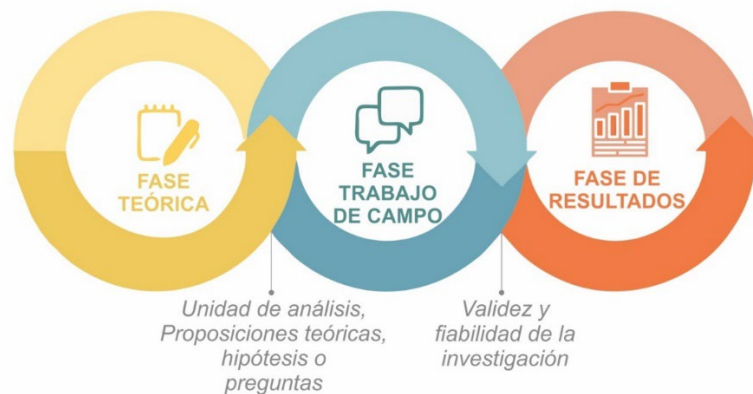 FASE
TEÓRICA
FASE
TRABAJO
DE CAMPO
FASE DE
RESULTADOS
Unidad de análisis,
Proposiciones teóricas,
hipótesis o
preguntas
Validez y
fiabilidad de la
investigación